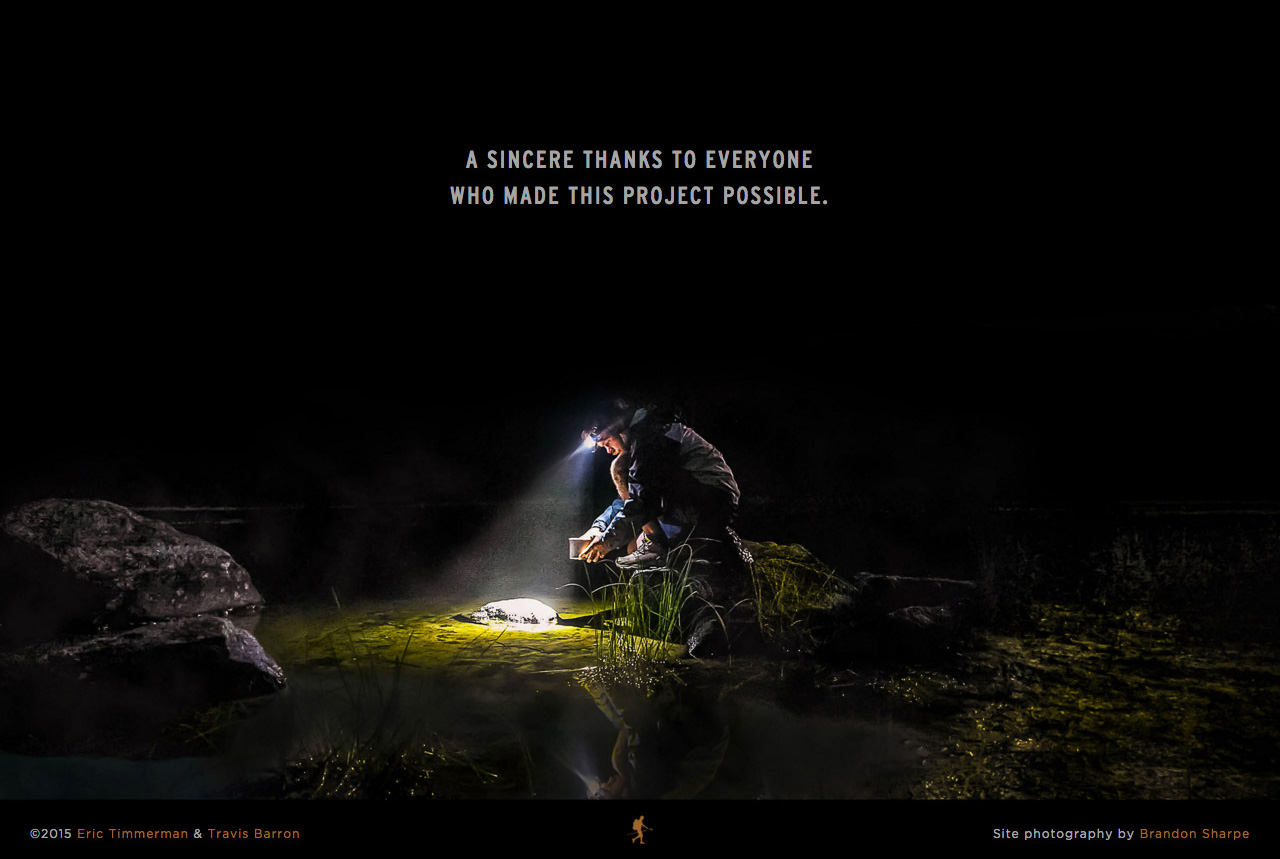 A SINCERE THANKS TO EVERYONE
WHO MADE THIS PROJECT POSSIBLE.
©2015 Eric Timmerman & Travis Barron
Site photography by Brandon Sharpe